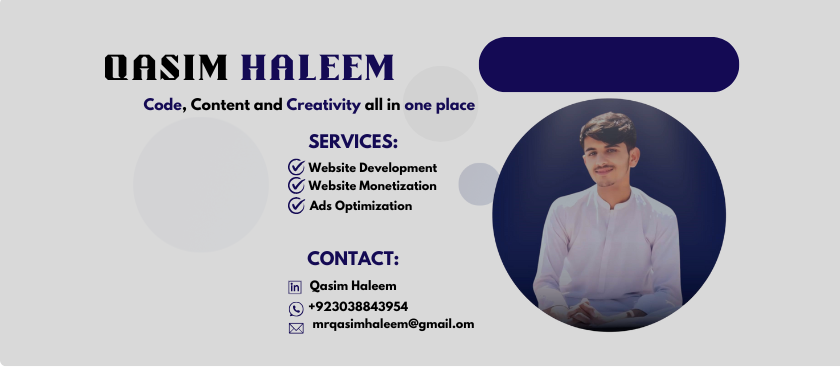 QASIM HALEEM
Code, Content and Creativity all in one place
SERVICES:
Website Development
Website Monetization
Ads Optimization
CONTACT:
in Qasim Haleem
+923038843954
mrqasimhaleem@gmail.om